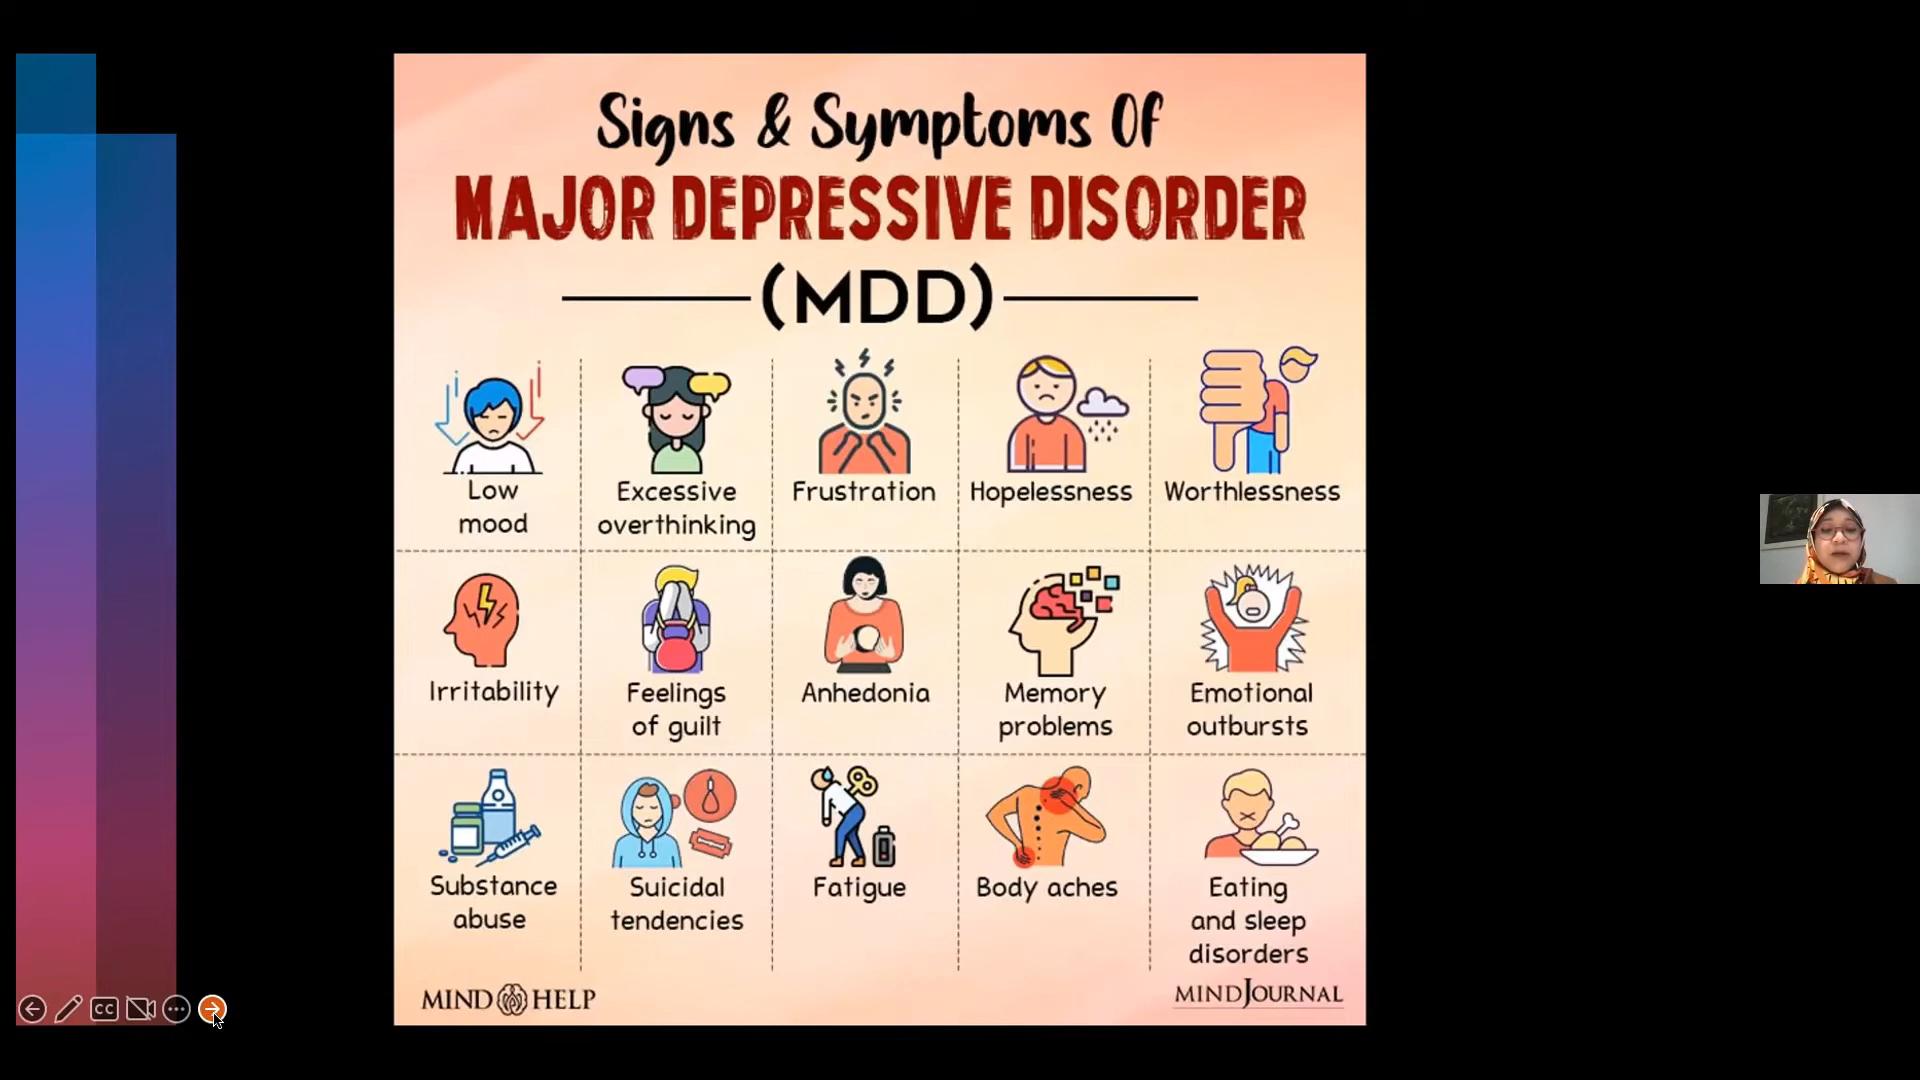 Signs & Symptoms Of
MAJOR DEPRESSIVE DISORDER
(MDD)
Low
mood
Excessive
overthinking
Frustration
Hopelessness
Worthlessness
Irritability
Feelings
of guilt
Anhedonia
Memory
problems
Emotional
outbursts
Substance
abuse
Suicidal
tendencies
Fatigue
Body aches
Eating
and sleep
disorders
MIND HELP
MINDJOURNAL
CC